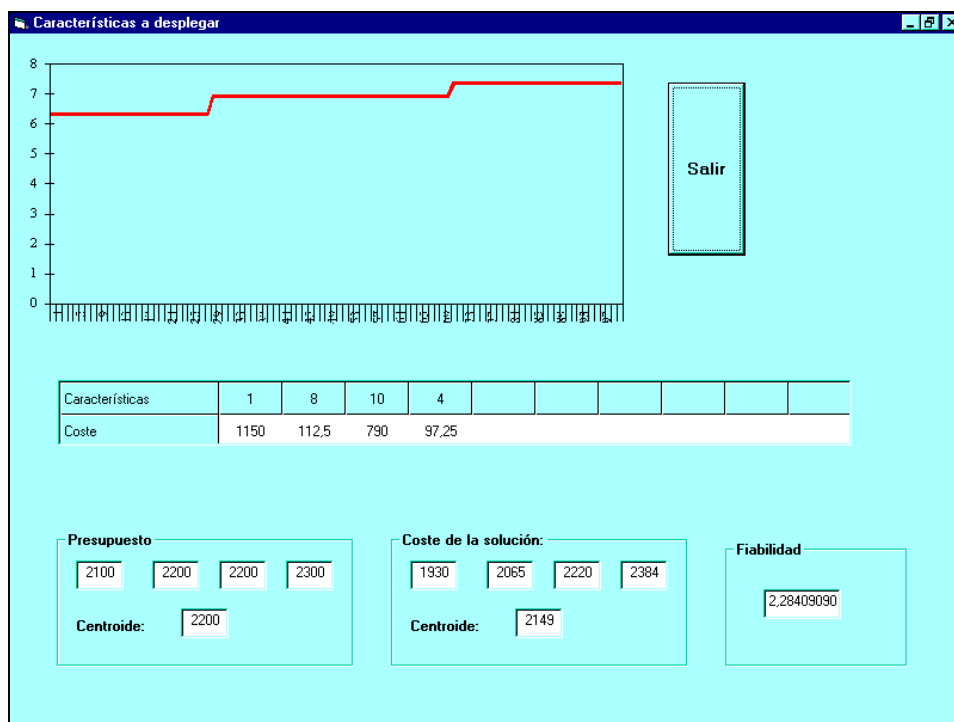 Características a desplegar
8
7
6
5
4
3
2
1
0
Salir
Características 1 8 10 4
Coste 1150 112,5 790 97,25
Presupuesto
2100 2200 2200 2300
Centroide: 2200
Coste de la solución:
1930 2065 2220 2384
Centroide: 2149
Fiabilidad
2,28409090